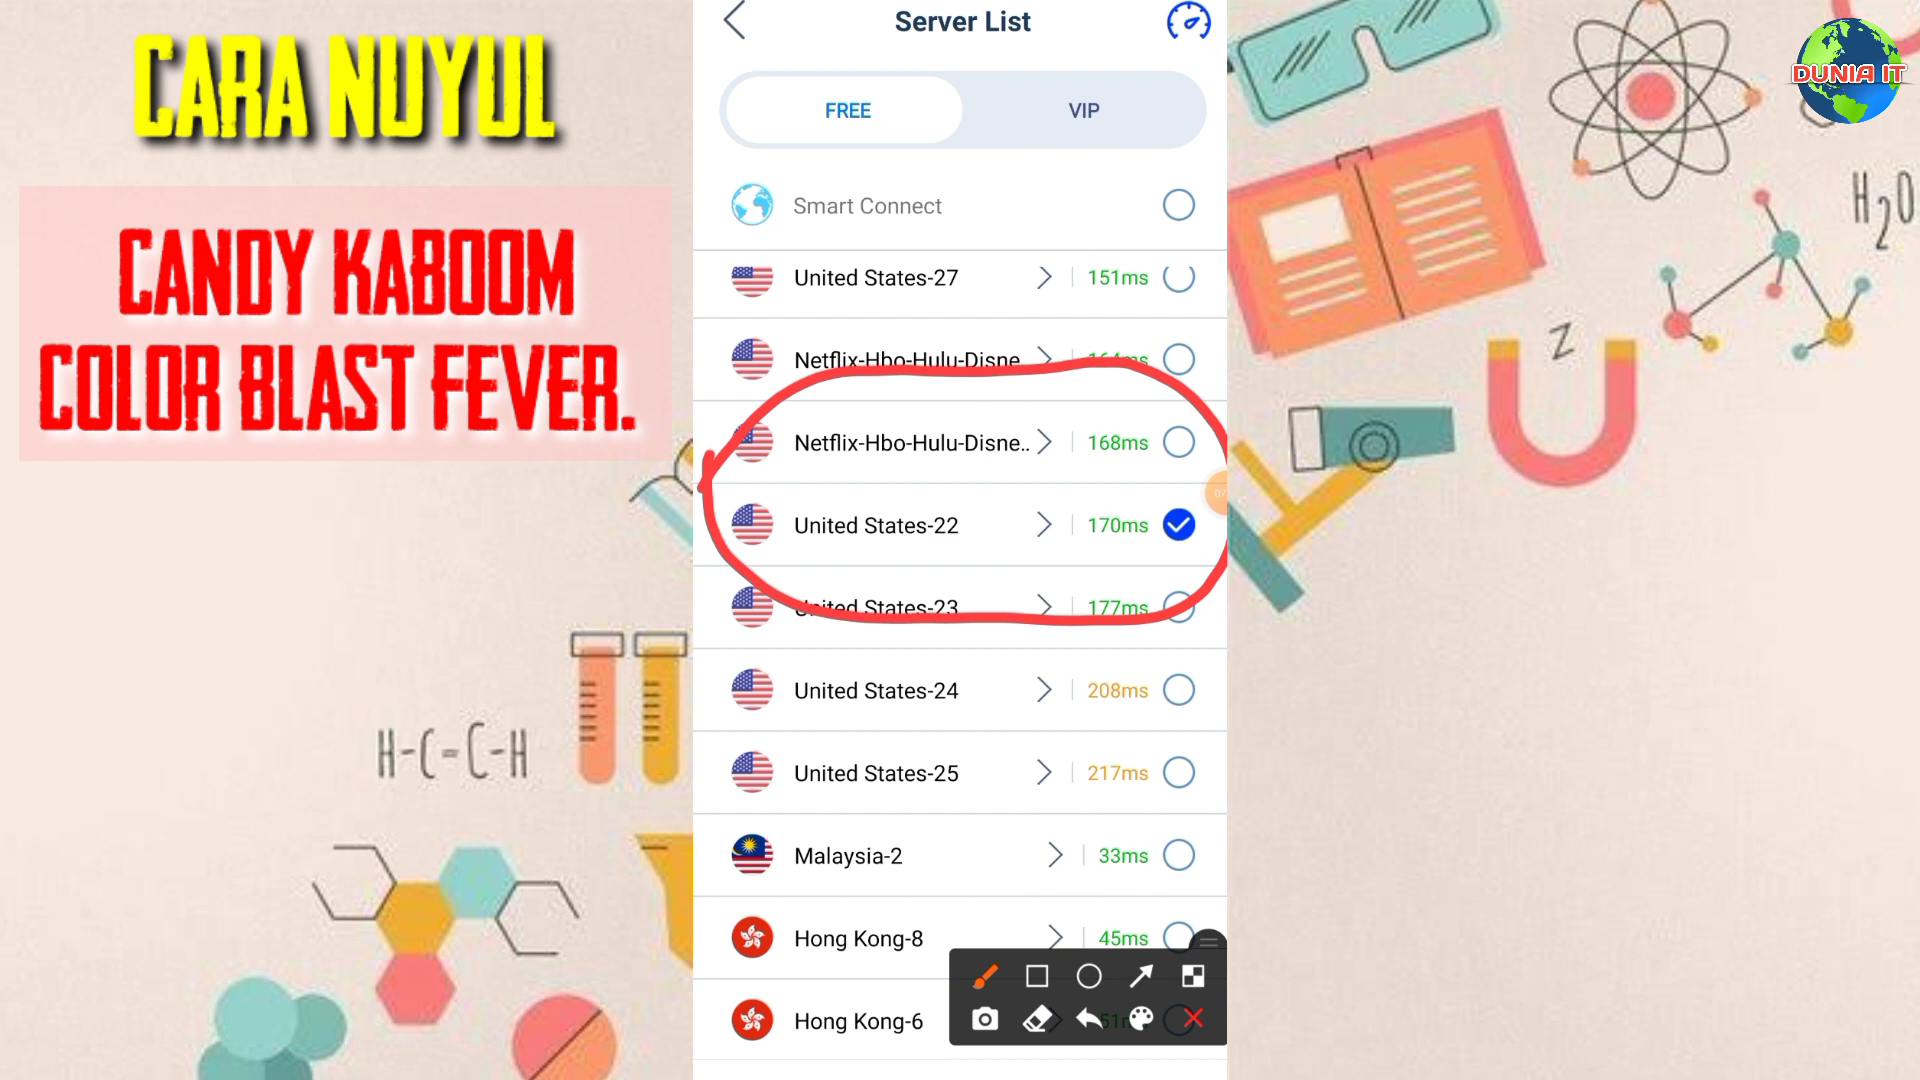 CARA NUYUL
CANDY KABOOM
COLOR BLAST FEVER.
Server List
FREE
VIP
Smart Connect
United States-27
151ms
Netflix-Hbo-Hulu-Disne
164ms
Netflix-Hbo-Hulu-Disne..
168ms
United States-22
170ms
United States-23
177ms
United States-24
208ms
United States-25
217ms
Malaysia-2
33ms
Hong Kong-8
45ms
Hong Kong-6
DUNIA IT
H2O
Z
H-C=C-H